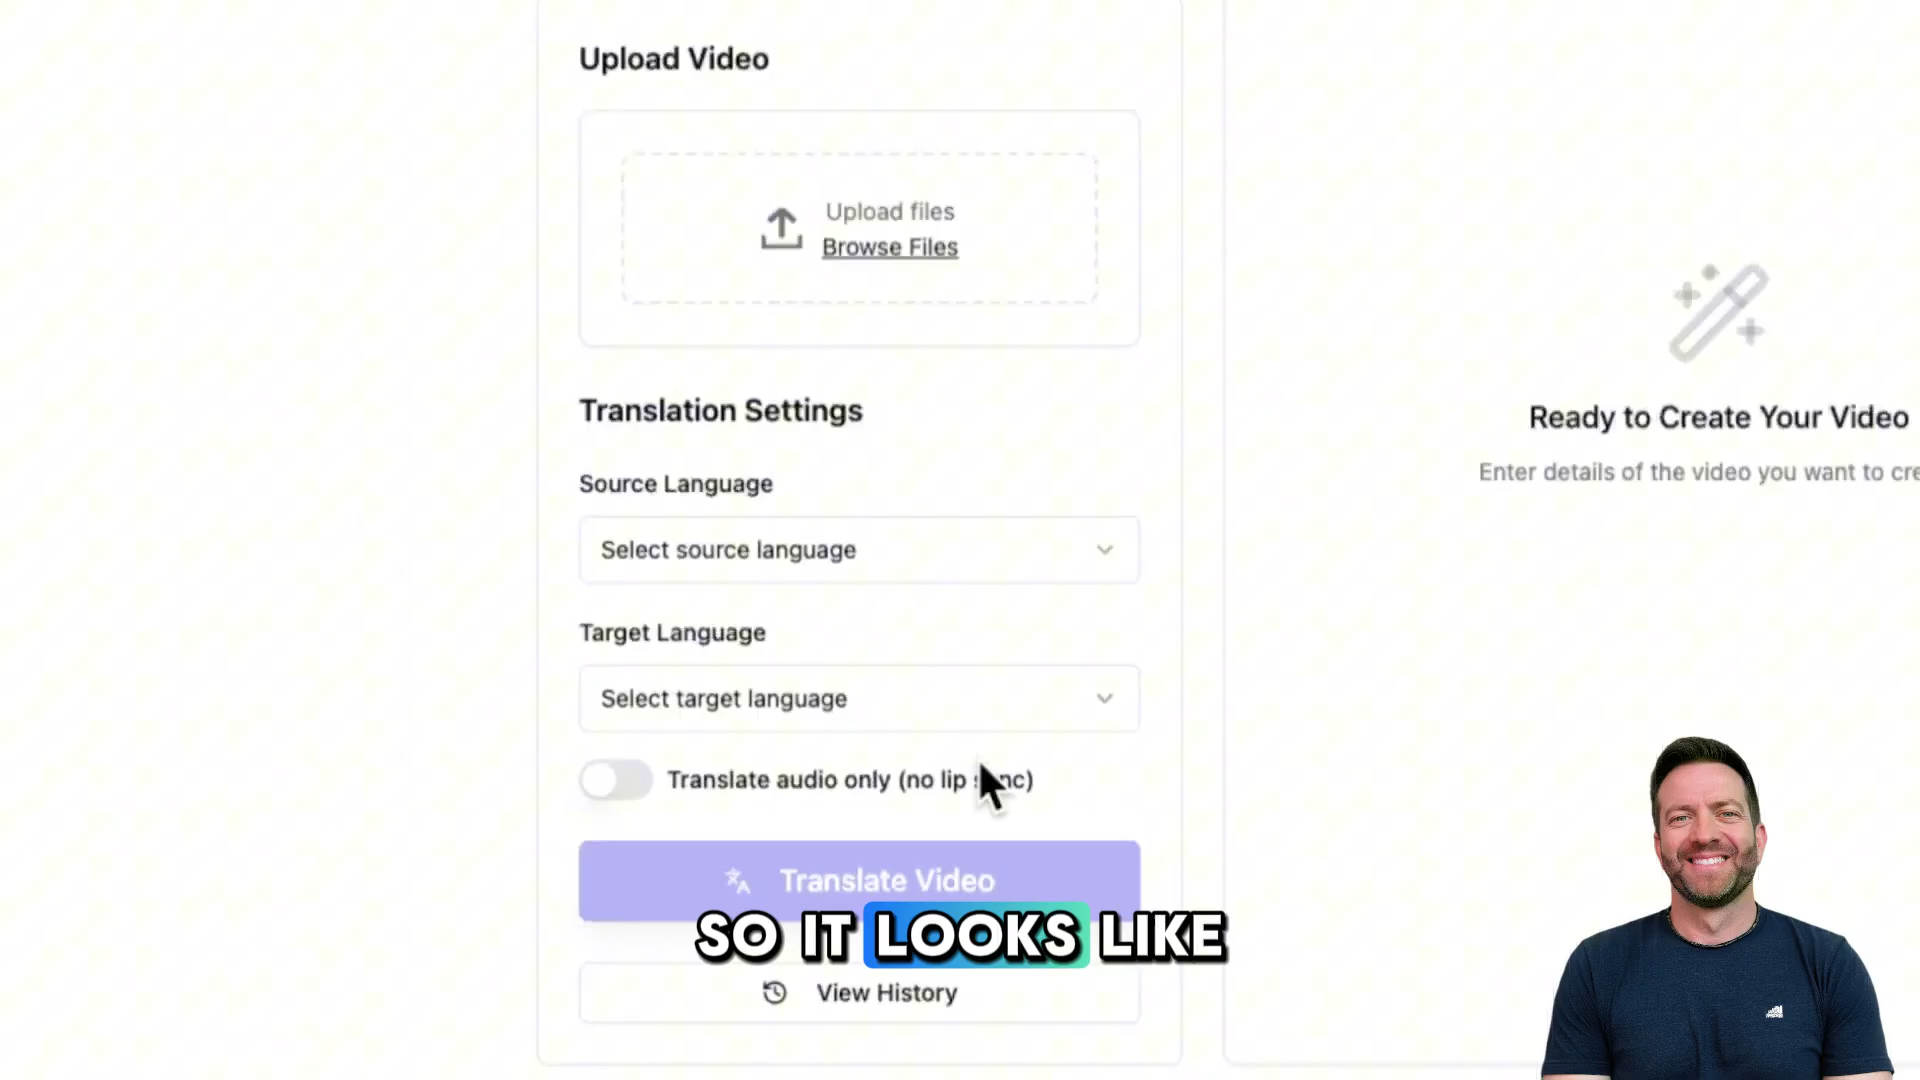 Upload Video
Upload files
Browse Files
Translation Settings
Source Language
Select source language
Target Language
Select target language
Translate audio only (no lip sync)
Translate Video
SO IT LOOKS LIKE
View History
Ready to Create Your Video
Enter details of the video you want to cre